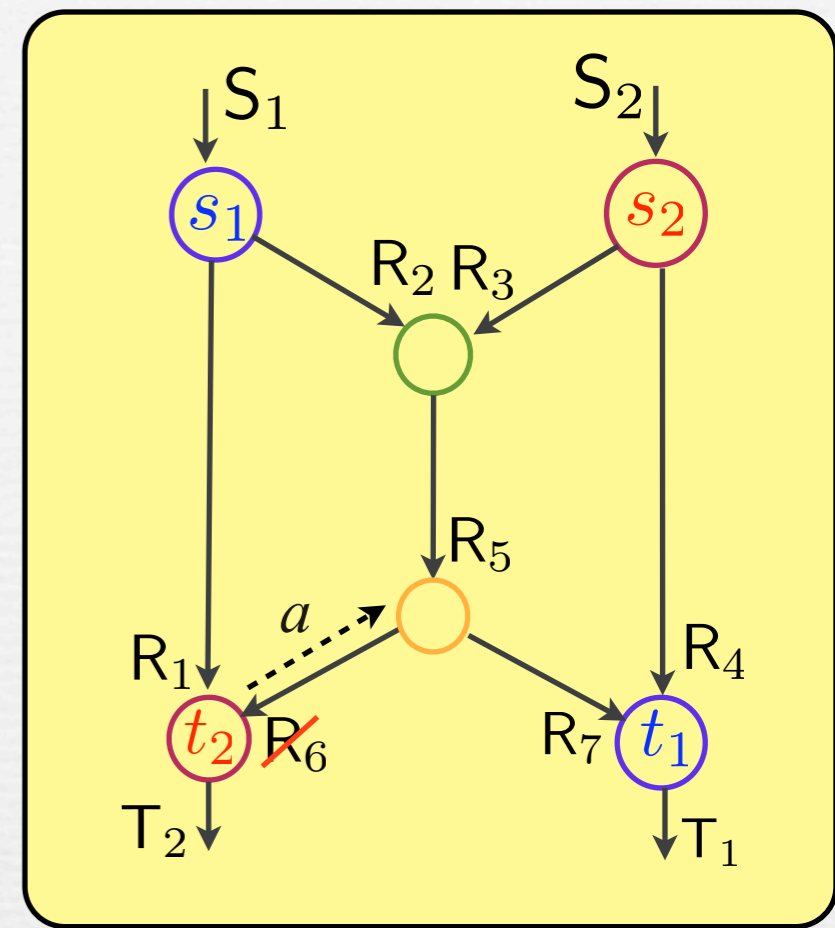 S₁ S₂
s₁ s₂
R₂ R₃
R₅
a
R₁ R₄
t₂ R₆ R₇ t₁
T₂ T₁